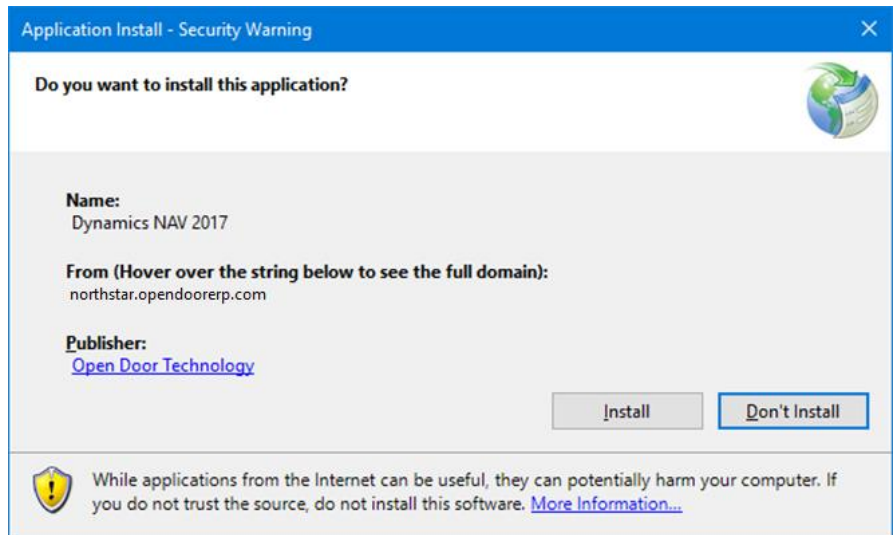 Application Install - Security Warning
Do you want to install this application?
Name:
Dynamics NAV 2017
From (Hover over the string below to see the full domain):
northstar.opendoorerp.com
Publisher:
Open Door Technology
Install
Don't Install
While applications from the Internet can be useful, they can potentially harm your computer. If
you do not trust the source, do not install this software. More Information...